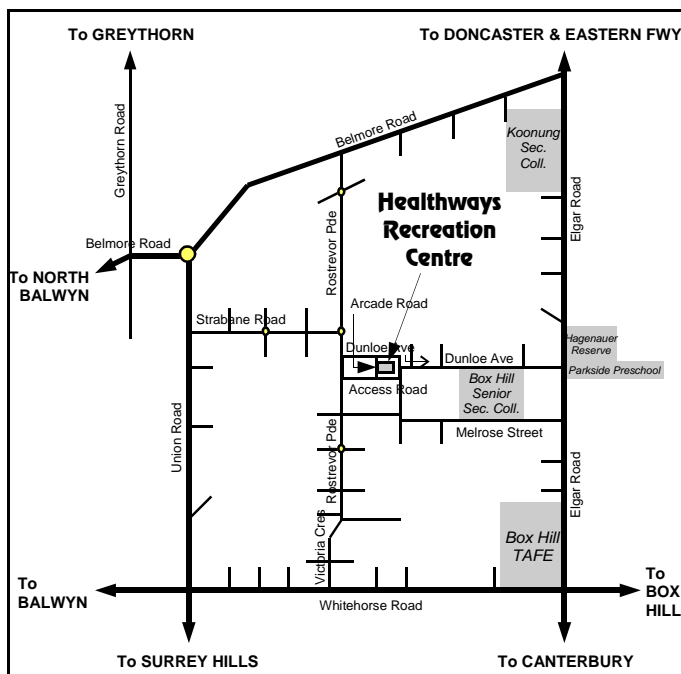 To GREYTHORN
To DONCASTER & EASTERN FWY
Greythorn Road
Belmore Road
Koonung
Sec.
Coll.
Healthways
Recreation
Centre
Rostrevor Pde
Elgar Road
Belmore Road
To NORTH
BALWYN
Arcade Road
Strabane Road
Dunloe Ave
Dunloe Ave
Hagenauer
Reserve
Parkside Preschool
Access Road
Box Hill
Senior
Sec. Coll.
Union Road
Rostrevor Pde
Melrose Street
Elgar Road
Victoria Cres
Box Hill
TAFE
To
BALWYN
Whitehorse Road
To
BOX
HILL
To SURREY HILLS
To CANTERBURY